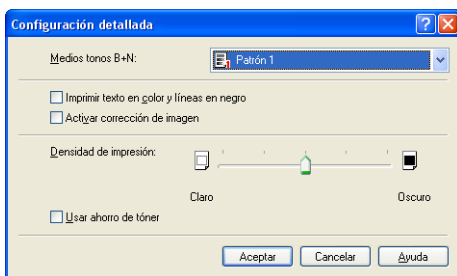 Configuración detallada
Medios tonos B+N:
Patrón 1
Imprimir texto en color y líneas en negro
Activar corrección de imagen
Densidad de impresión:
Claro
Oscuro
Usar ahorro de tóner
Aceptar
Cancelar
Ayuda